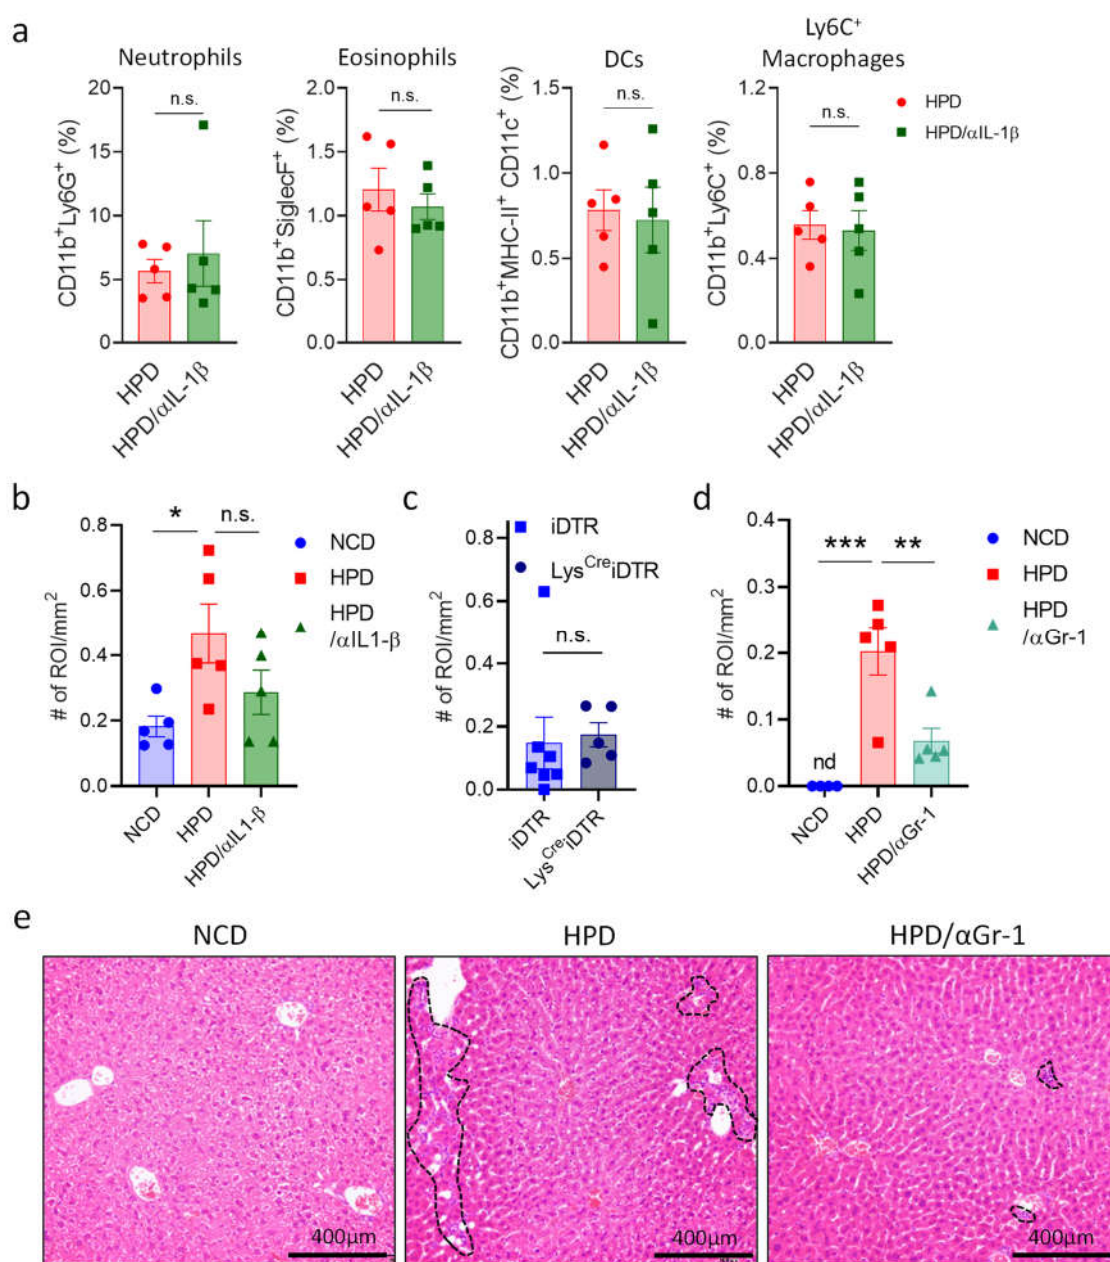 a
Neutrophils
CD11b⁺Ly6G⁺ (%)
20
15
10
5
0
n.s.
HPD
HPD/αIL-1β
Eosinophils
CD11b⁺SiglecF⁺ (%)
2.0
1.5
1.0
0.5
0.0
n.s.
HPD
HPD/αIL-1β
DCs
CD11b⁺MHC-II⁺ CD11c⁺ (%)
1.5
1.0
0.5
0.0
n.s.
HPD
HPD/αIL-1β
Ly6C⁺
Macrophages
CD11b⁺Ly6C⁺ (%)
1.2
0.8
0.4
0.0
n.s.
HPD
HPD/αIL-1β
HPD
HPD/αIL-1β
b
# of ROI/mm²
0.8
0.6
0.4
0.2
0.0
*
n.s.
NCD
HPD
HPD/αIL1-β
NCD
HPD
HPD
/αIL1-β
c
# of ROI/mm²
0.8
0.6
0.4
0.2
0.0
iDTR
Lys^Cre iDTR
n.s.
iDTR
Lys^Cre-iDTR
d
# of ROI/mm²
0.4
0.3
0.2
0.1
0.0
***
**
nd
NCD
HPD
HPD/αGr-1
NCD
HPD
HPD
/αGr-1
e
NCD
HPD
HPD/αGr-1
400μm
400μm
400μm